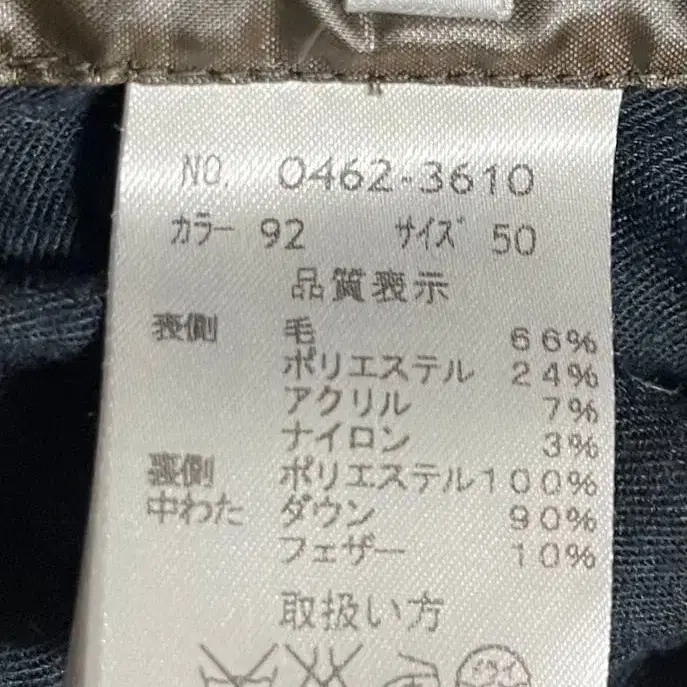 NO. 0462-3610
カラー 92 サイズ 50
品質表示
表側 毛 66%
ポリエステル 24%
アクリル 7%
ナイロン 3%
裏側 ポリエステル 100%
中わた ダウン 90%
フェザー 10%
取扱い方